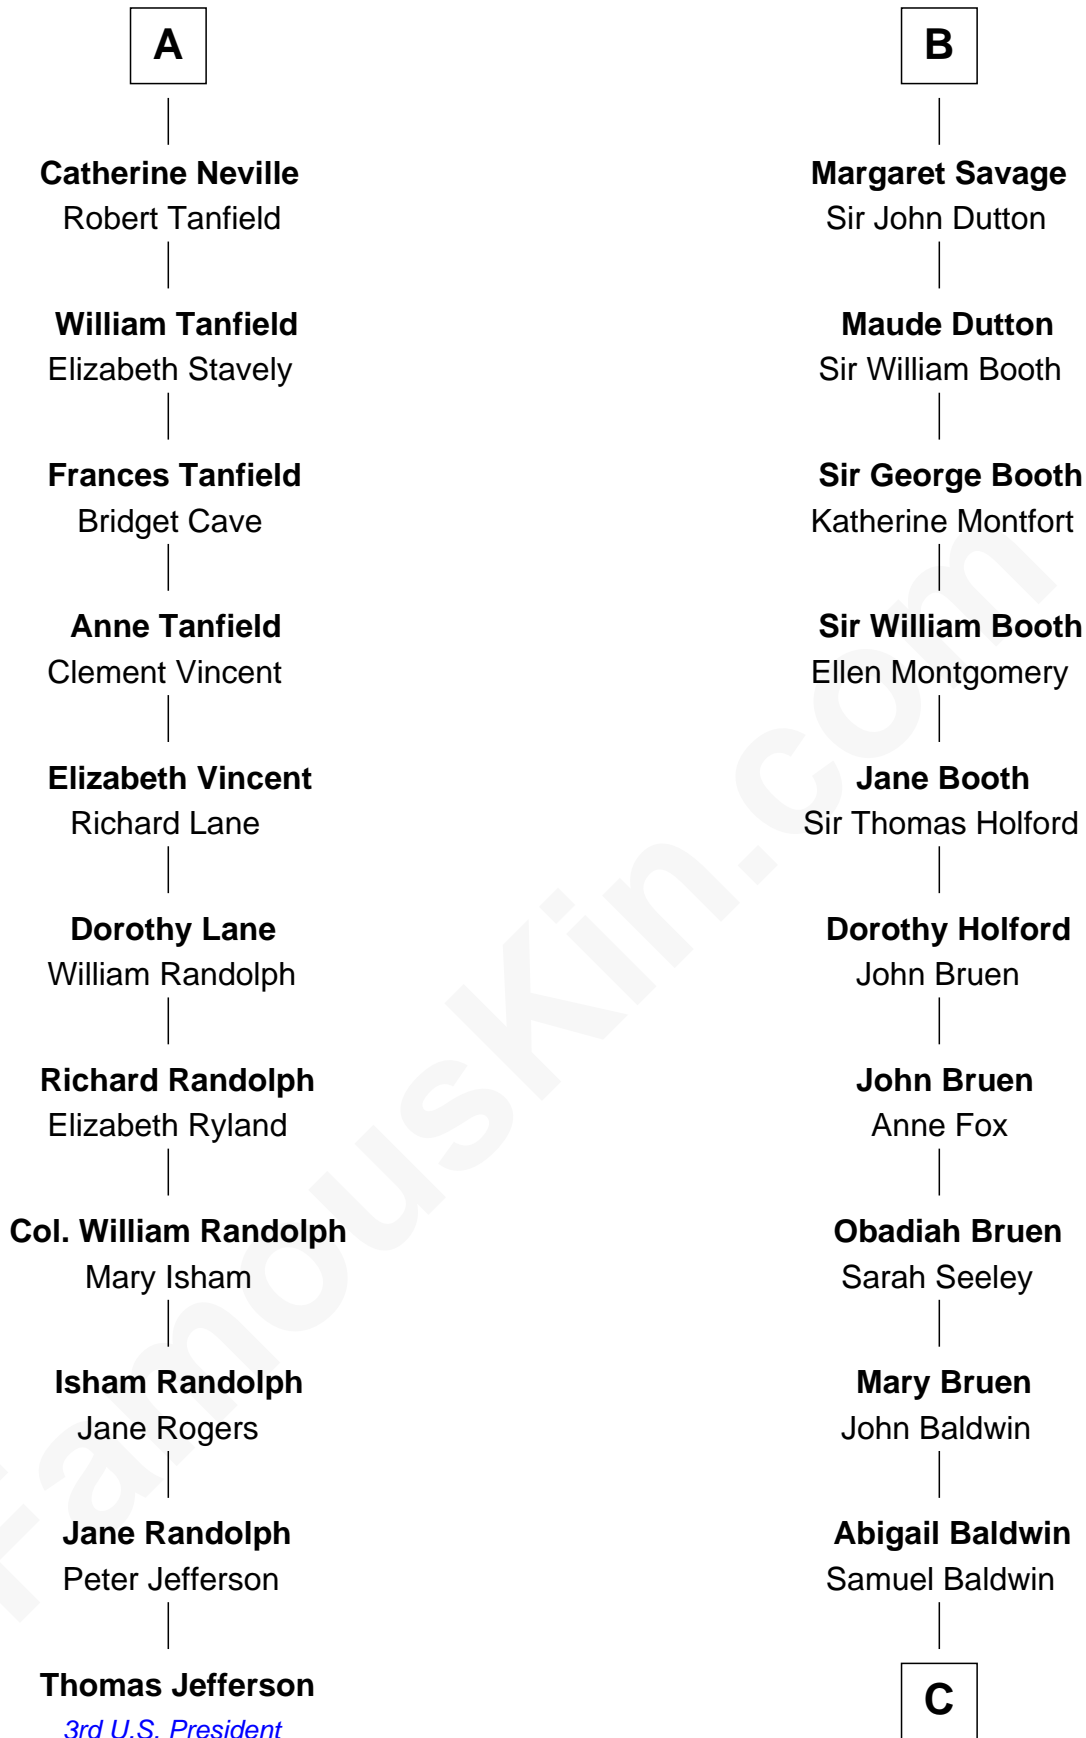 A
Catherine Neville
Robert Tanfield
William Tanfield
Elizabeth Stavely
Frances Tanfield
Bridget Cave
Anne Tanfield
Clement Vincent
Elizabeth Vincent
Richard Lane
Dorothy Lane
William Randolph
Richard Randolph
Elizabeth Ryland
Col. William Randolph
Mary Isham
Isham Randolph
Jane Rogers
Jane Randolph
Peter Jefferson
Thomas Jefferson
3rd U.S. President
B
Margaret Savage
Sir John Dutton
Maude Dutton
Sir William Booth
Sir George Booth
Katherine Montfort
Sir William Booth
Ellen Montgomery
Jane Booth
Sir Thomas Holford
Dorothy Holford
John Bruen
John Bruen
Anne Fox
Obadiah Bruen
Sarah Seeley
Mary Bruen
John Baldwin
Abigail Baldwin
Samuel Baldwin
C
FamousKin.com